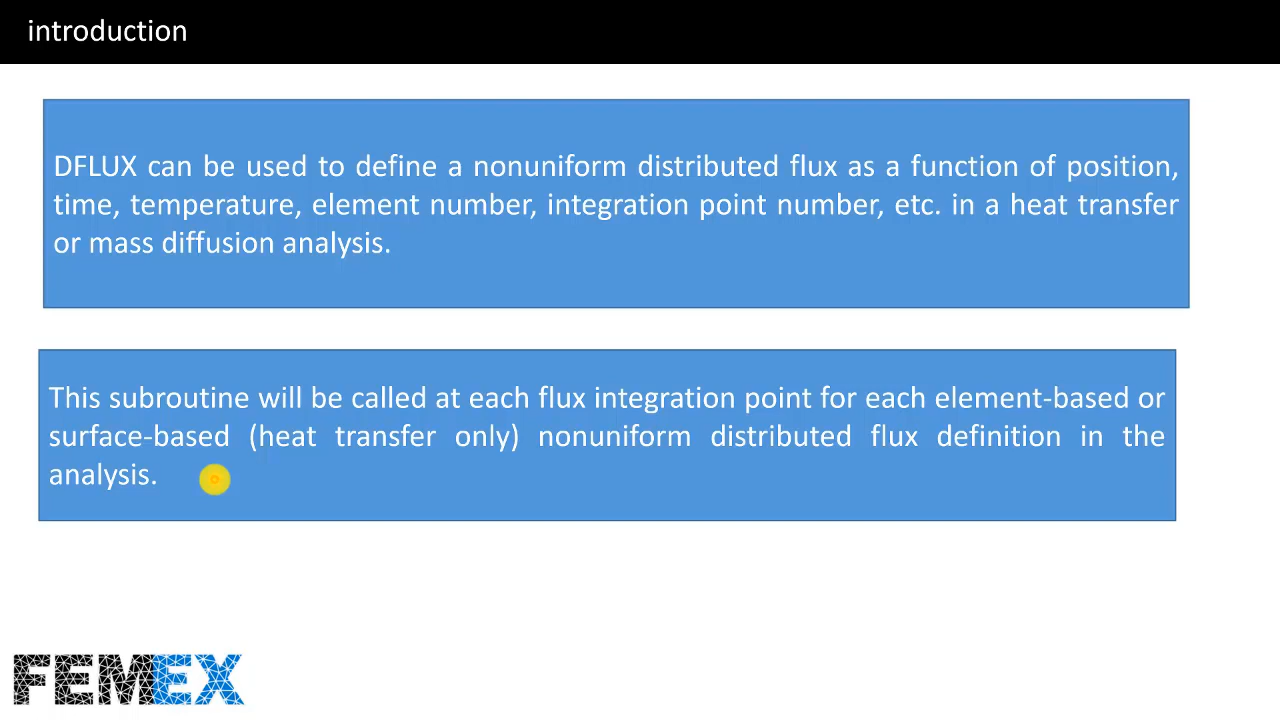 introduction
DFLUX can be used to define a nonuniform distributed flux as a function of position,
time, temperature, element number, integration point number, etc. in a heat transfer
or mass diffusion analysis.
This subroutine will be called at each flux integration point for each element-based or
surface-based (heat transfer only) nonuniform distributed flux definition in the
analysis.
FEMEX